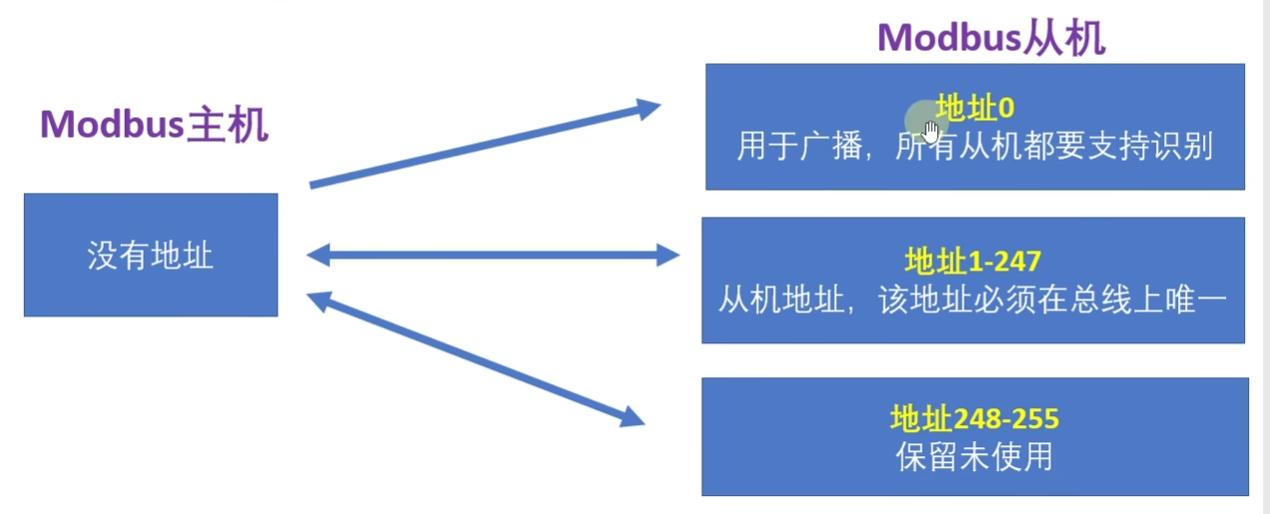 Modbus从机
Modbus主机
地址0
用于广播，所有从机都要支持识别
没有地址
地址1-247
从机地址，该地址必须在总线上唯一
地址248-255
保留未使用